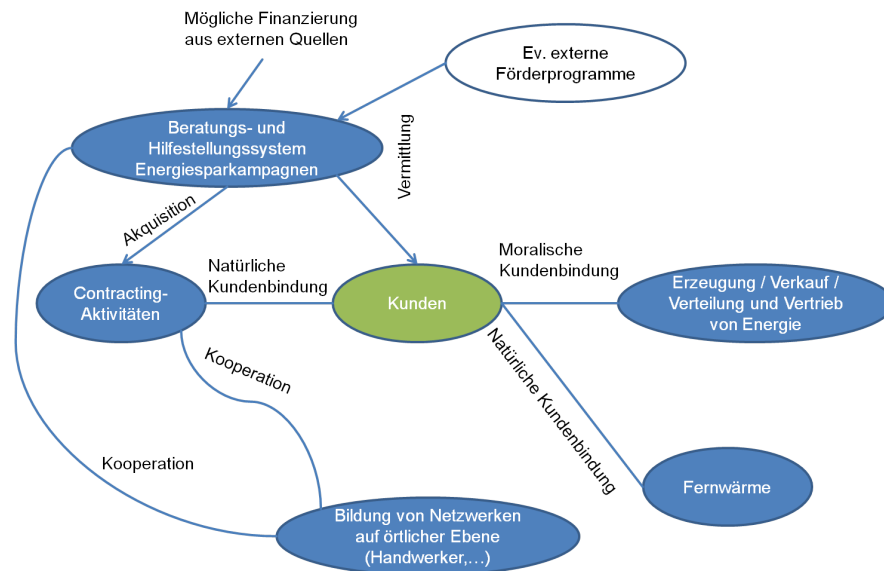 Mögliche Finanzierung
aus externen Quellen
Ev. externe
Förderprogramme
Beratungs- und
Hilfestellungssystem
Energiesparkampagnen
Vermittlung
Akquisition
Natürliche
Kundenbindung
Moralische
Kundenbindung
Contracting-
Aktivitäten
Kunden
Erzeugung / Verkauf /
Verteilung und Vertrieb
von Energie
Kooperation
Natürliche Kundenbindung
Kooperation
Fernwärme
Bildung von Netzwerken
auf örtlicher Ebene
(Handwerker,…)